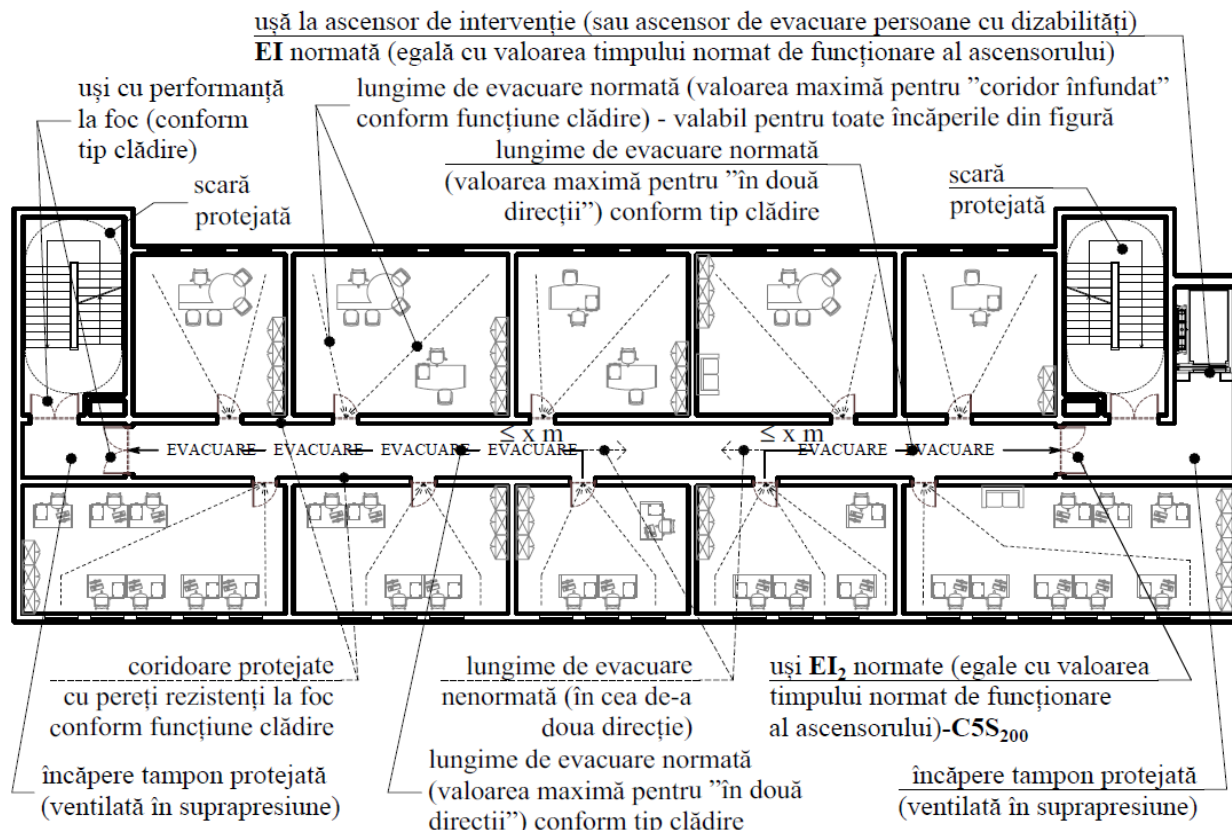 ușă la ascensor de intervenție (sau ascensor de evacuare persoane cu dizabilități)
EI normată (egală cu valoarea timpului normat de funcționare al ascensorului)
uși cu performanță
la foc (conform
tip clădire)
lungime de evacuare normată (valoarea maximă pentru ”coridor înfundat”
conform funcțiune clădire) - valabil pentru toate încăperile din figură
lungime de evacuare normată
(valoarea maximă pentru ”în două
direcții”) conform tip clădire
scară
protejată
scară
protejată
≤ x m
≤ x m
EVACUARE EVACUARE EVACUARE EVACUARE
EVACUARE EVACUARE
coridoare protejate
cu pereți rezistenți la foc
conform funcțiune clădire
lungime de evacuare
nenormată (în cea de-a
doua direcție)
uși EI₂ normate (egale cu valoarea
timpului normat de funcționare
al ascensorului)-C5S₂₀₀
încăpere tampon protejată
(ventilată în suprapresiune)
lungime de evacuare normată
(valoarea maximă pentru ”în două
direcții”) conform tip clădire
încăpere tampon protejată
(ventilată în suprapresiune)